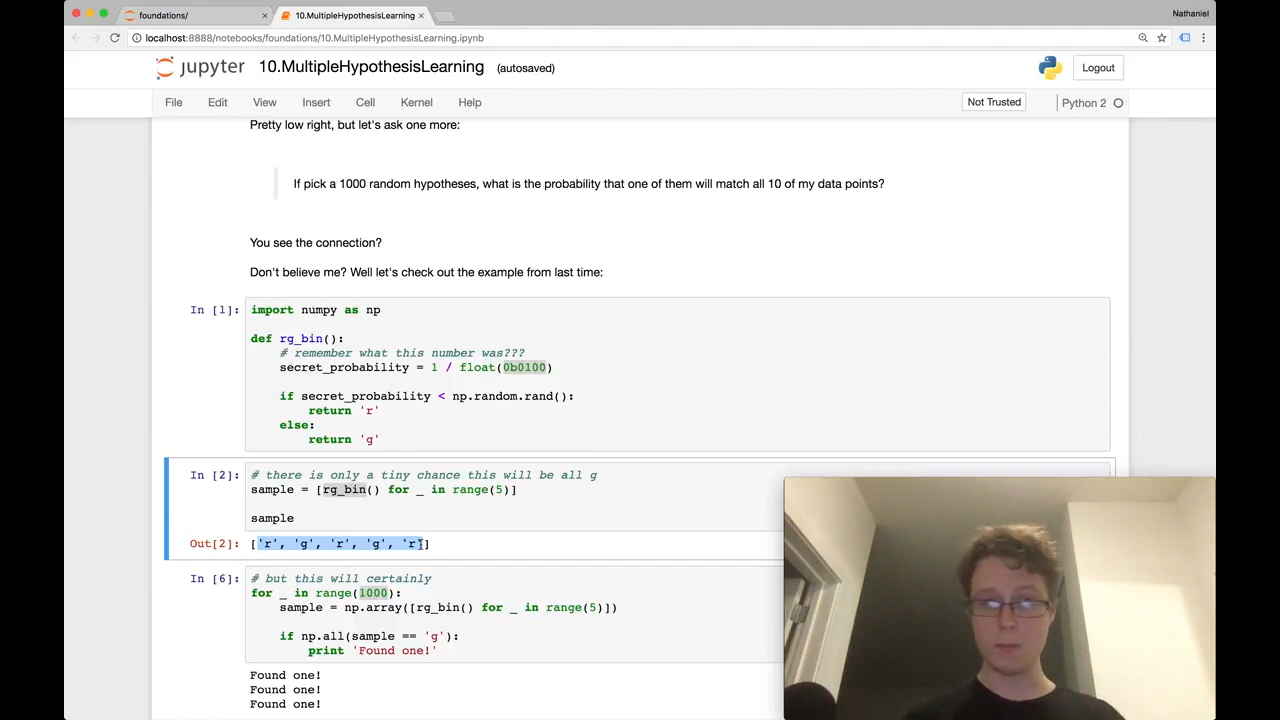 foundations/
10.MultipleHypothesisLearning
Nathaniel
localhost:8888/notebooks/foundations/10.MultipleHypothesisLearning.ipynb
jupyter 10.MultipleHypothesisLearning (autosaved)
Logout
File Edit View Insert Cell Kernel Help
Not Trusted
Python 2
Pretty low right, but let's ask one more:
If pick a 1000 random hypotheses, what is the probability that one of them will match all 10 of my data points?
You see the connection?
Don't believe me? Well let's check out the example from last time:
In [1]: import numpy as np
def rg_bin():
# remember what this number was???
secret_probability = 1 / float(0b0100)
if secret_probability < np.random.rand():
return 'r'
else:
return 'g'
In [2]: # there is only a tiny chance this will be all g
sample = [rg_bin() for _ in range(5)]
sample
Out[2]: ['r', 'g', 'r', 'g', 'r']
In [6]: # but this will certainly
for _ in range(1000):
sample = np.array([rg_bin() for _ in range(5)])
if np.all(sample == 'g'):
print 'Found one!'
Found one!
Found one!
Found one!